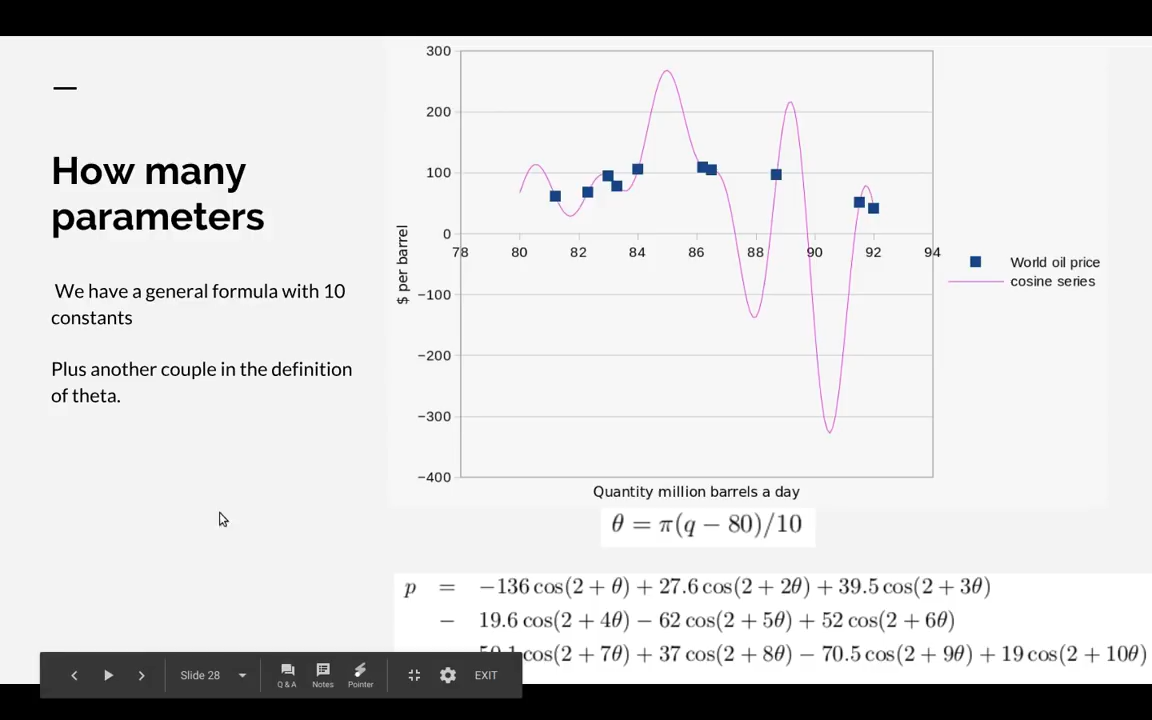 How many
parameters
We have a general formula with 10
constants
Plus another couple in the definition
of theta.
300
200
100
0
−100
−200
−300
−400
78 80 82 84 86 88 90 92 94
$ per barrel
Quantity million barrels a day
World oil price
cosine series
θ = π(q − 80)/10
p = −136 cos(2 + θ) + 27.6 cos(2 + 2θ) + 39.5 cos(2 + 3θ)
− 19.6 cos(2 + 4θ) − 62 cos(2 + 5θ) + 52 cos(2 + 6θ)
cos(2 + 7θ) + 37 cos(2 + 8θ) − 70.5 cos(2 + 9θ) + 19 cos(2 + 10θ)
Slide 28
Q & A
Notes
Pointer
EXIT